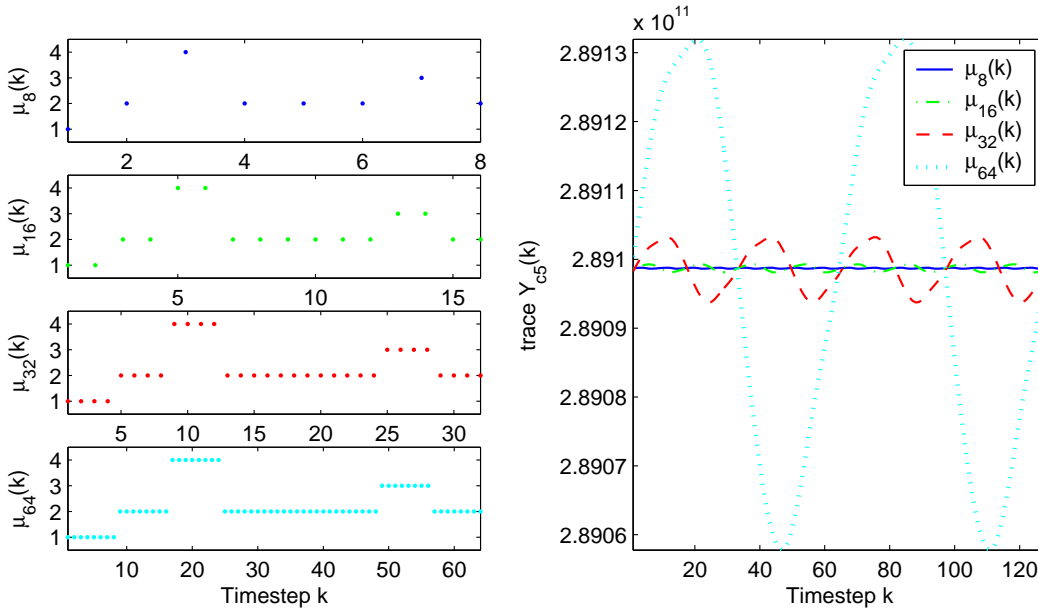 μ8(k)
4
3
2
1
2 4 6 8
μ16(k)
4
3
2
1
5 10 15
μ32(k)
4
3
2
1
5 10 15 20 25 30
μ64(k)
4
3
2
1
10 20 30 40 50 60
Timestep k
x 10^11
trace Yc5(k)
2.8913
2.8912
2.8911
2.891
2.8909
2.8908
2.8907
2.8906
20 40 60 80 100 120
Timestep k
μ8(k)
μ16(k)
μ32(k)
μ64(k)